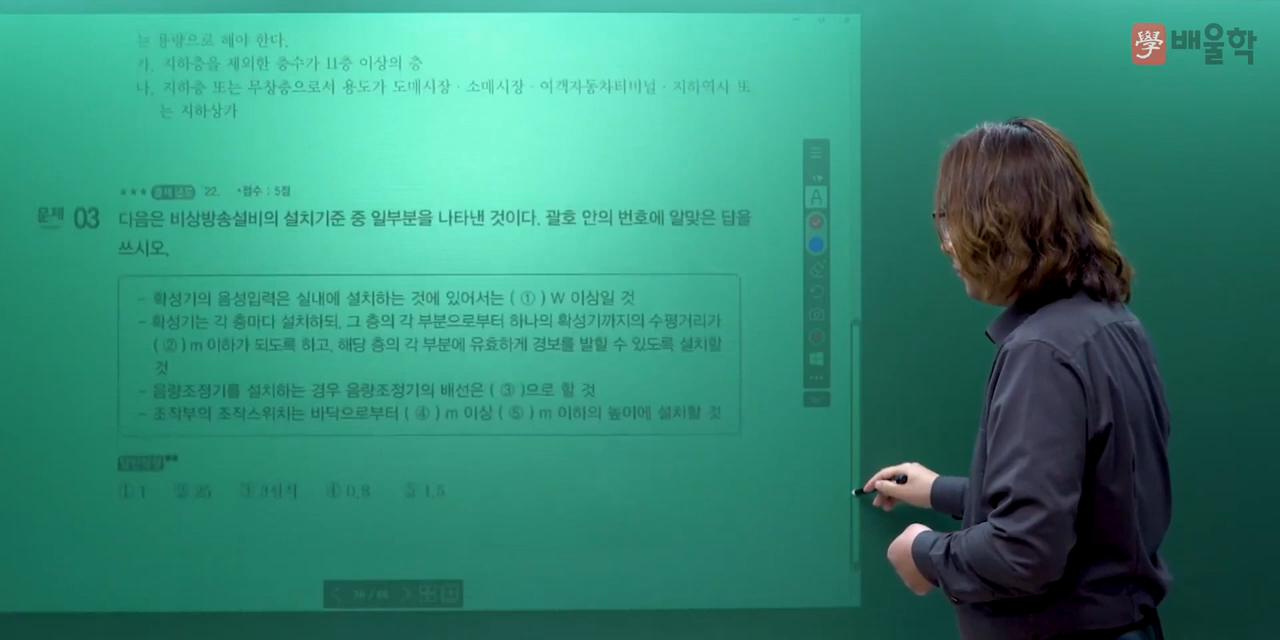 學 배울학
는 용량으로 해야 한다.
가. 지하층을 제외한 층수가 11층 이상의 층
나. 지하층 또는 무창층으로서 용도가 도매시장 · 소매시장 · 여객자동차터미널 · 지하역사 또
는 지하상가
★★★ 출제년도 '22. •점수 : 5점
문제 03 다음은 비상방송설비의 설치기준 중 일부분을 나타낸 것이다. 괄호 안의 번호에 알맞은 답을
쓰시오.
- 확성기의 음성입력은 실내에 설치하는 것에 있어서는 ( ① ) W 이상일 것
- 확성기는 각 층마다 설치하되, 그 층의 각 부분으로부터 하나의 확성기까지의 수평거리가
( ② ) m 이하가 되도록 하고, 해당 층의 각 부분에 유효하게 경보를 발할 수 있도록 설치할
것
- 음량조정기를 설치하는 경우 음량조정기의 배선은 ( ③ )으로 할 것
- 조작부의 조작스위치는 바닥으로부터 ( ④ ) m 이상 ( ⑤ ) m 이하의 높이에 설치할 것
① 1 ② 25 ③ 3선식 ④ 0.8 ⑤ 1.5